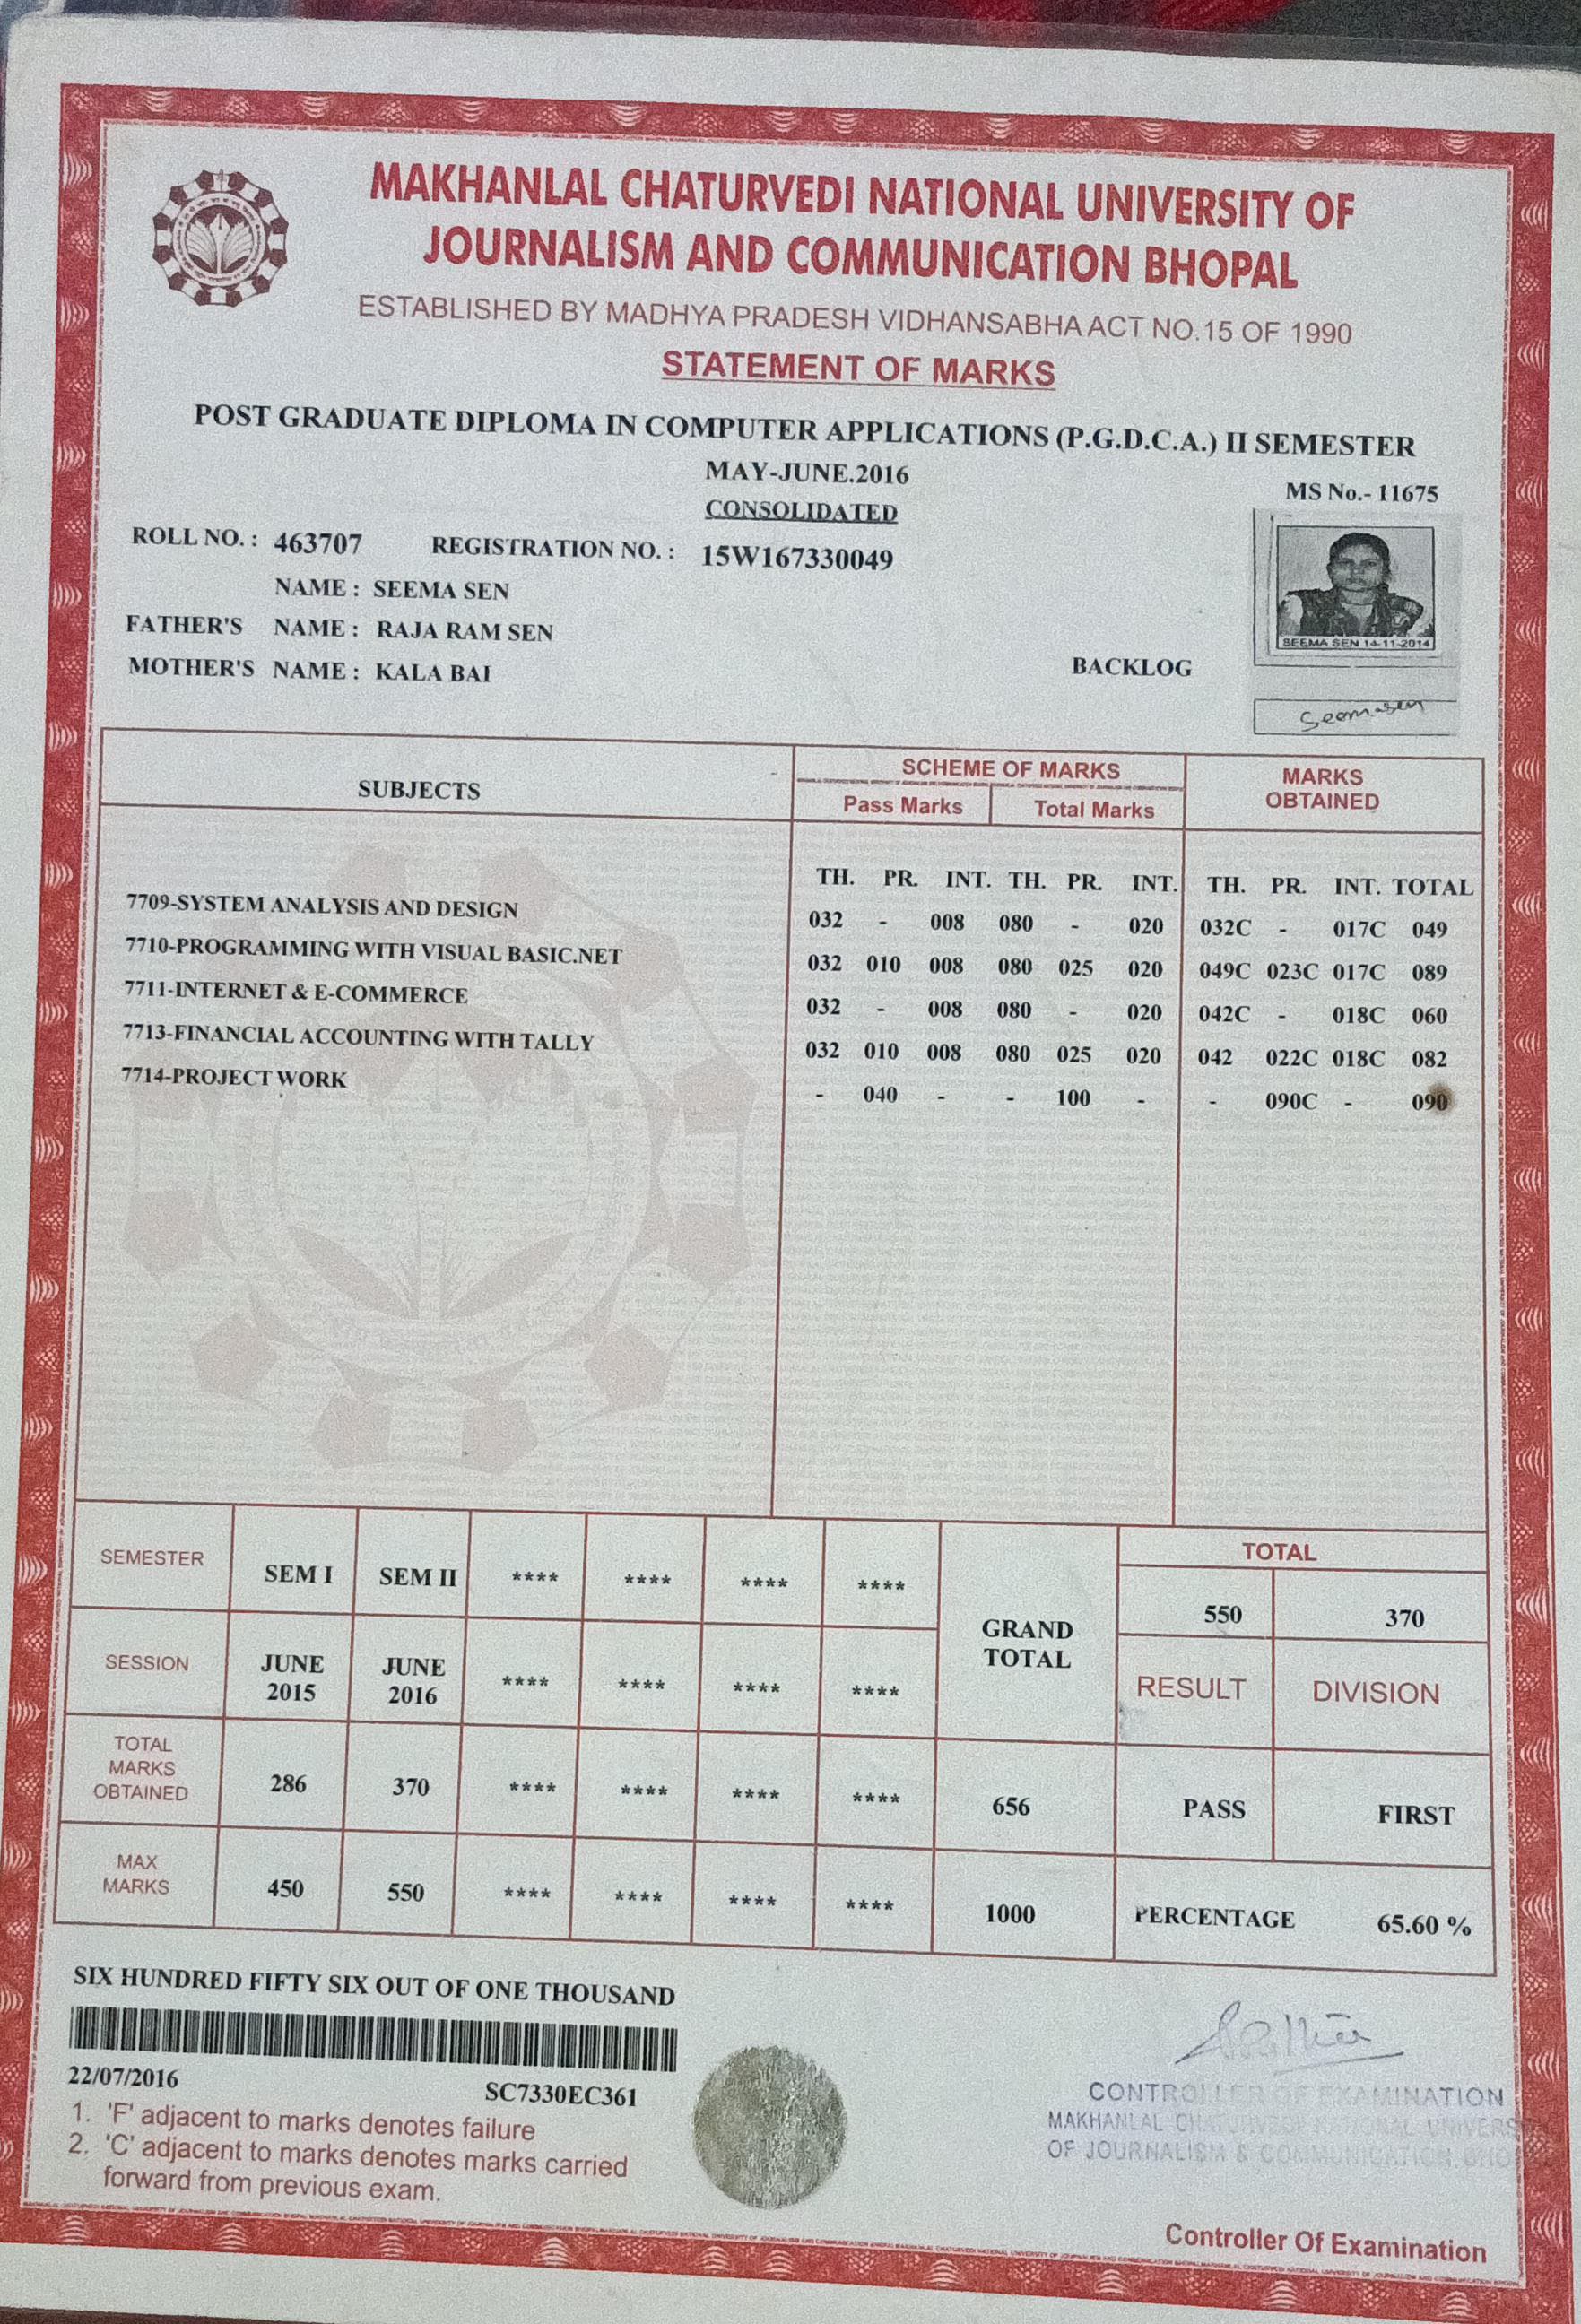 MAKHANLAL CHATURVEDI NATIONAL UNIVERSITY OF
JOURNALISM AND COMMUNICATION BHOPAL
ESTABLISHED BY MADHYA PRADESH VIDHANSABHA ACT NO.15 OF 1990
STATEMENT OF MARKS
POST GRADUATE DIPLOMA IN COMPUTER APPLICATIONS (P.G.D.C.A.) II SEMESTER
MAY-JUNE.2016
MS No.- 11675
CONSOLIDATED
ROLL NO. : 463707 REGISTRATION NO. : 15W167330049
NAME : SEEMA SEN
FATHER'S NAME : RAJA RAM SEN
MOTHER'S NAME : KALA BAI
BACKLOG
SEEMA SEN 14-11-2014
Seemasen
SUBJECTS SCHEME OF MARKS MARKS OBTAINED
Pass Marks Total Marks
TH. PR. INT. TH. PR. INT. TH. PR. INT. TOTAL
7709-SYSTEM ANALYSIS AND DESIGN 032 - 008 080 - 020 032C - 017C 049
7710-PROGRAMMING WITH VISUAL BASIC.NET 032 010 008 080 025 020 049C 023C 017C 089
7711-INTERNET & E-COMMERCE 032 - 008 080 - 020 042C - 018C 060
7713-FINANCIAL ACCOUNTING WITH TALLY 032 010 008 080 025 020 042 022C 018C 082
7714-PROJECT WORK - 040 - - 100 - - 090C - 090
SEMESTER SEM I SEM II **** **** **** **** GRAND TOTAL TOTAL
550 370
SESSION JUNE 2015 JUNE 2016 **** **** **** **** RESULT DIVISION
TOTAL MARKS OBTAINED 286 370 **** **** **** **** 656 PASS FIRST
MAX MARKS 450 550 **** **** **** **** 1000 PERCENTAGE 65.60 %
SIX HUNDRED FIFTY SIX OUT OF ONE THOUSAND
22/07/2016 SC7330EC361
1. 'F' adjacent to marks denotes failure
2. 'C' adjacent to marks denotes marks carried
forward from previous exam.
CONTROLLER OF EXAMINATION
MAKHANLAL CHATURVEDI NATIONAL UNIVERS
OF JOURNALISM & COMMUNICATION, BHO
Controller Of Examination